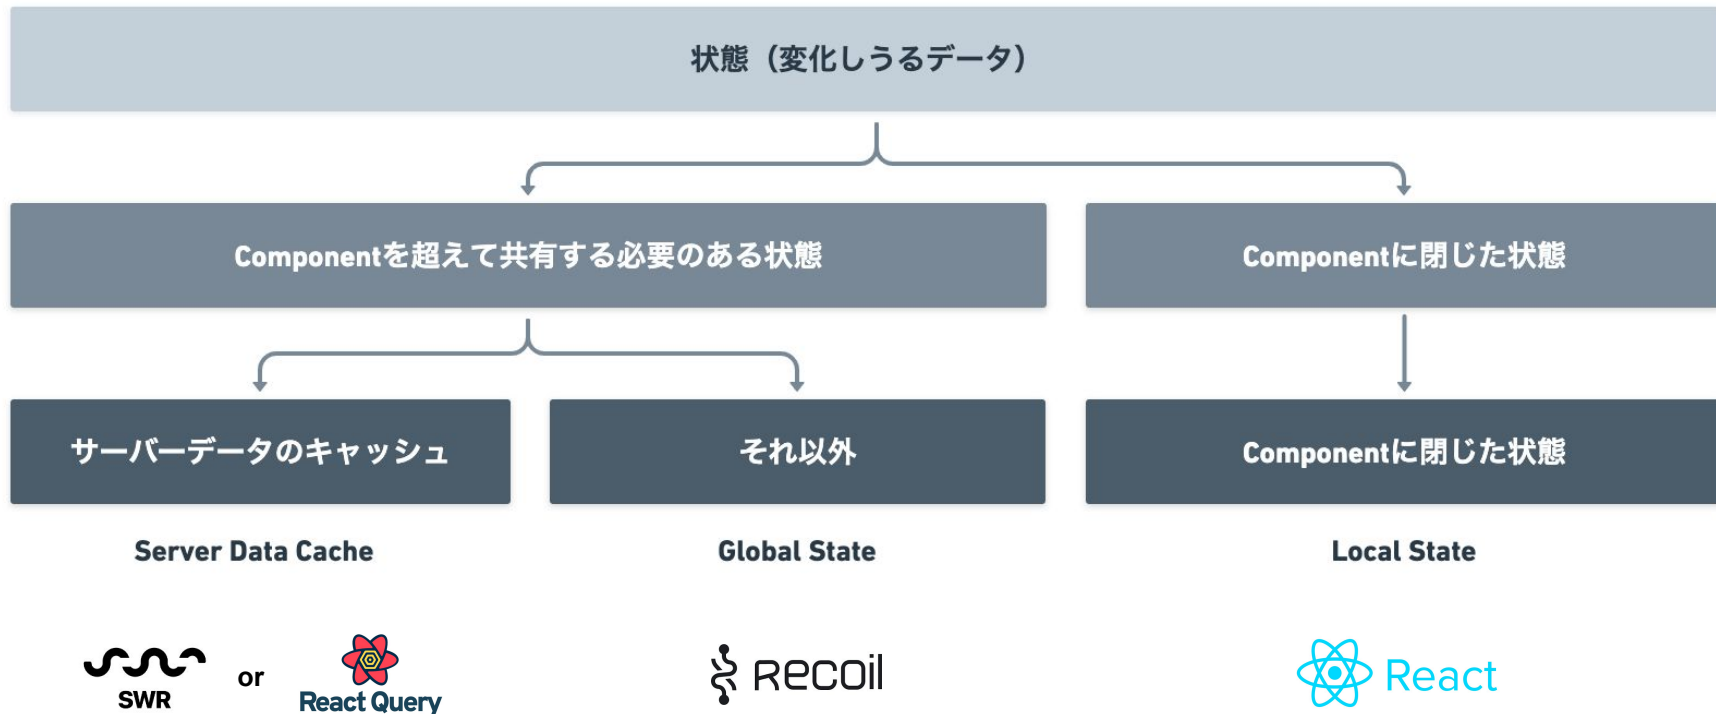 状態（変化しうるデータ）
Componentを超えて共有する必要のある状態
Componentに閉じた状態
サーバーデータのキャッシュ
それ以外
Componentに閉じた状態
Server Data Cache
Global State
Local State
SWR
or
React Query
Recoil
React